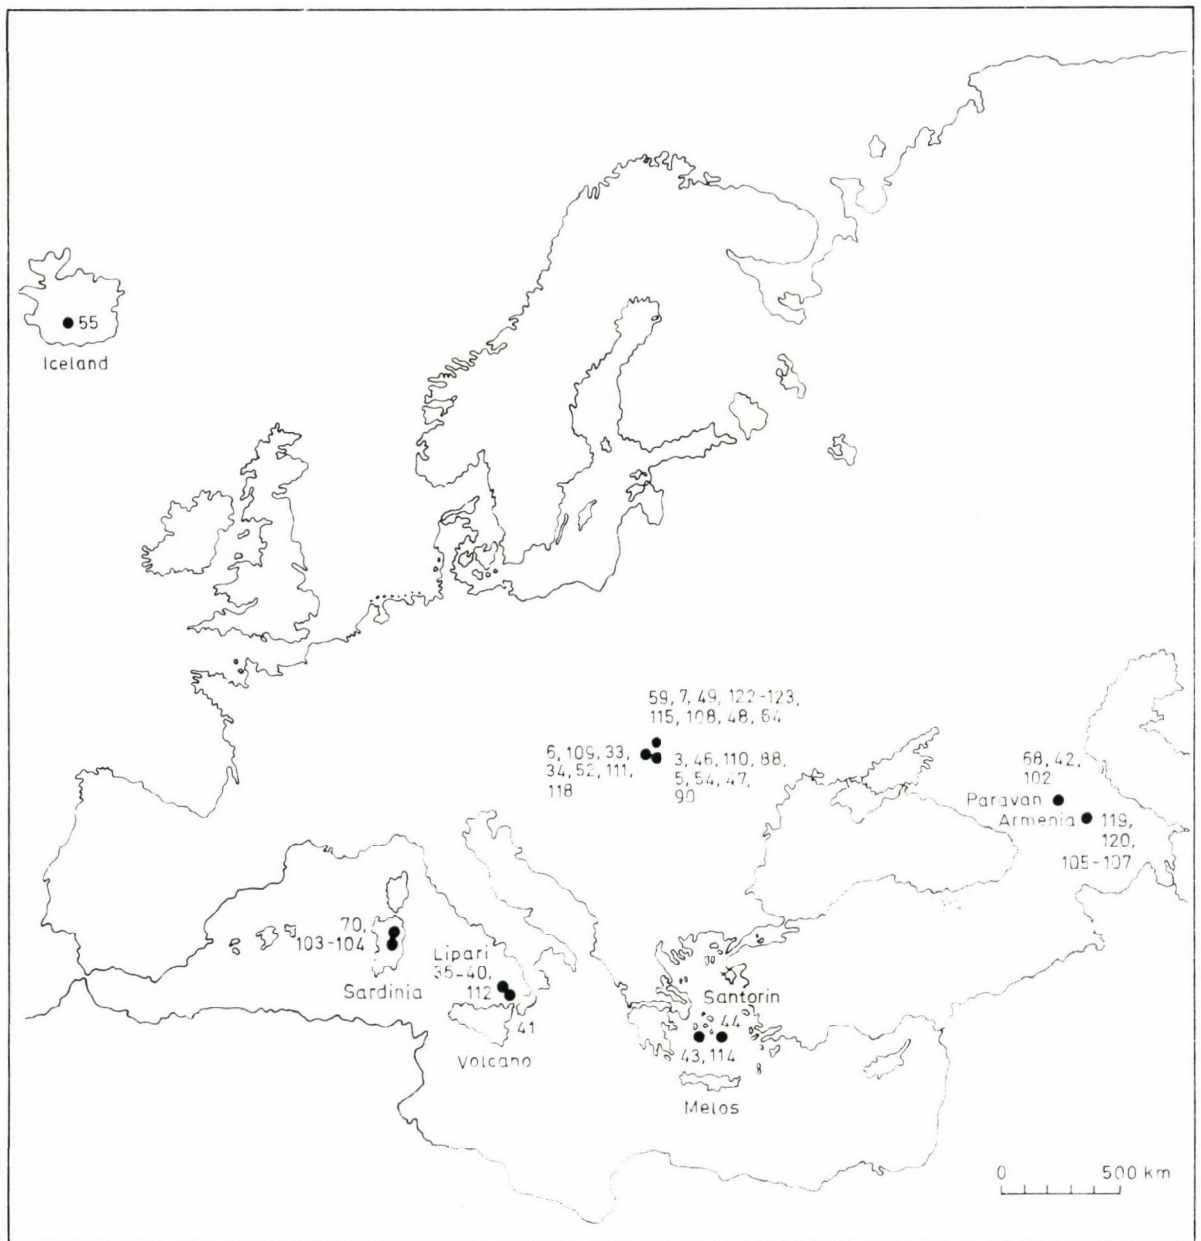 55
Iceland
59, 7, 49, 122-123,
115, 108, 48, 64
6, 109, 33,
34, 52, 111,
118
3, 46, 110, 88,
5, 54, 47,
90
68, 42,
102
Paravan
Armenia
119,
120,
105-107
70,
103-104
Sardinia
Lipari
35-40,
112
41
Volcano
Santorin
44
43, 114
Melos
0 500 km